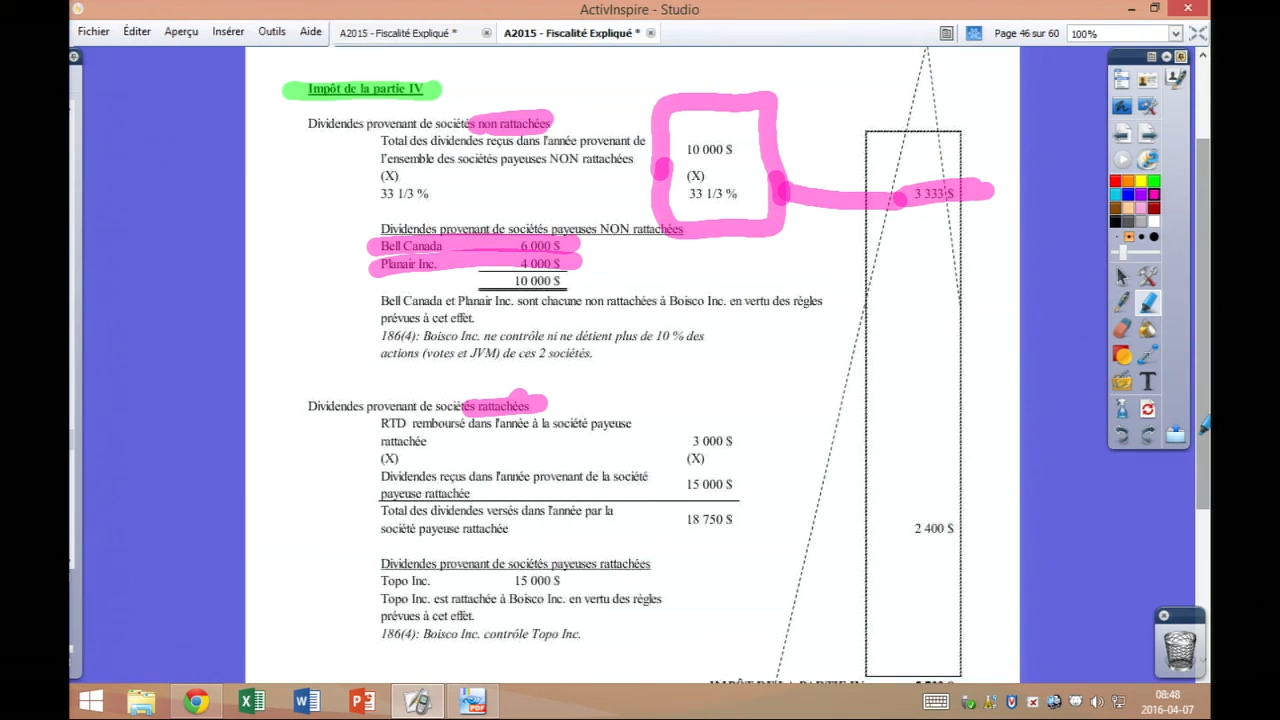 ActivInspire - Studio
Fichier Éditer Aperçu Insérer Outils Aide A2015 - Fiscalité Expliqué * A2015 - Fiscalité Expliqué * Page 46 sur 60 100%
Impôt de la partie IV
Dividendes provenant de sociétés non rattachées
Total des dividendes reçus dans l'année provenant de
l'ensemble des sociétés payeuses NON rattachées 10 000 $
(X) (X)
33 1/3 % 33 1/3 % 3 333 $
Dividendes provenant de sociétés payeuses NON rattachées
Bell Canada 6 000 $
Planair Inc. 4 000 $
10 000 $
Bell Canada et Planair Inc. sont chacune non rattachées à Boisco Inc. en vertu des règles
prévues à cet effet.
186(4): Boisco Inc. ne contrôle ni ne détient plus de 10 % des
actions (votes et JVM) de ces 2 sociétés.
Dividendes provenant de sociétés rattachées
RTD remboursé dans l'année à la société payeuse
rattachée 3 000 $
(X) (X)
Dividendes reçus dans l'année provenant de la société
payeuse rattachée 15 000 $
Total des dividendes versés dans l'année par la
société payeuse rattachée 18 750 $
2 400 $
Dividendes provenant de sociétés payeuses rattachées
Topo Inc. 15 000 $
Topo Inc. est rattachée à Boisco Inc. en vertu des règles
prévues à cet effet.
186(4): Boisco Inc. contrôle Topo Inc.
08:48
2016-04-07